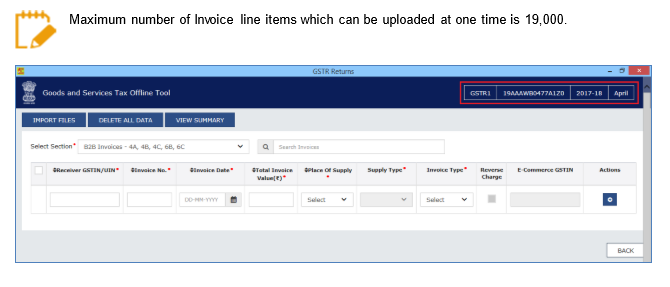 Maximum number of Invoice line items which can be uploaded at one time is 19,000.
GSTR Returns
Goods and Services Tax Offline Tool
GSTR1 19AAAWB0477A1Z0 2017-18 April
IMPORT FILES DELETE ALL DATA VIEW SUMMARY
Select Section* B2B Invoices - 4A, 4B, 4C, 6B, 6C Search Invoices
Receiver GSTIN/UIN* Invoice No.* Invoice Date* Total Invoice Value(₹)* Place Of Supply* Supply Type* Invoice Type* Reverse Charge E-Commerce GSTIN Actions
DD-MM-YYYY Select Select
BACK